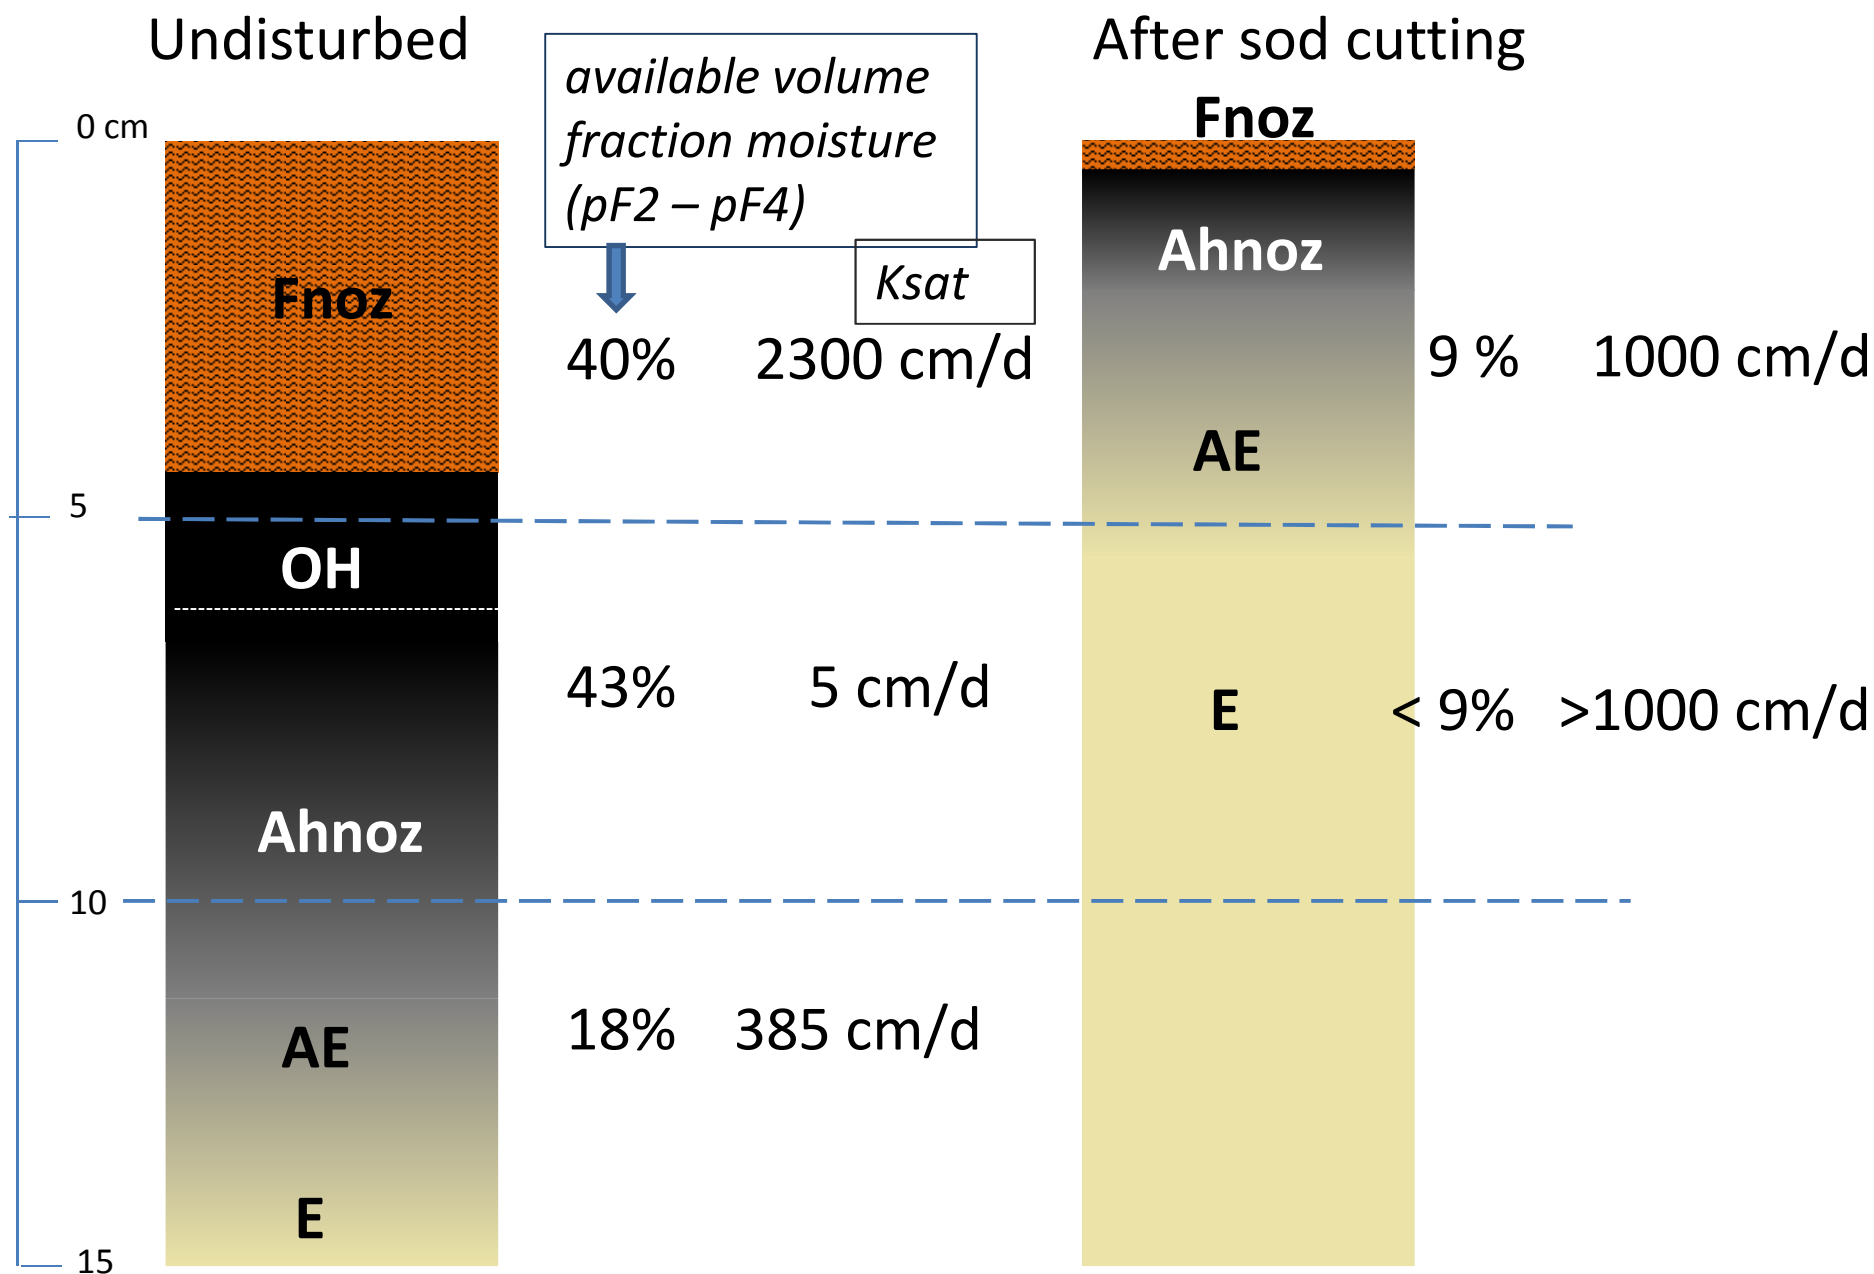 Undisturbed
After sod cutting
available volume
fraction moisture
(pF2 – pF4)
Ksat
0 cm
5
10
15
Fnoz
OH
Ahnoz
AE
E
40% 2300 cm/d
43% 5 cm/d
18% 385 cm/d
Fnoz
Ahnoz
AE
E
9 % 1000 cm/d
< 9% >1000 cm/d